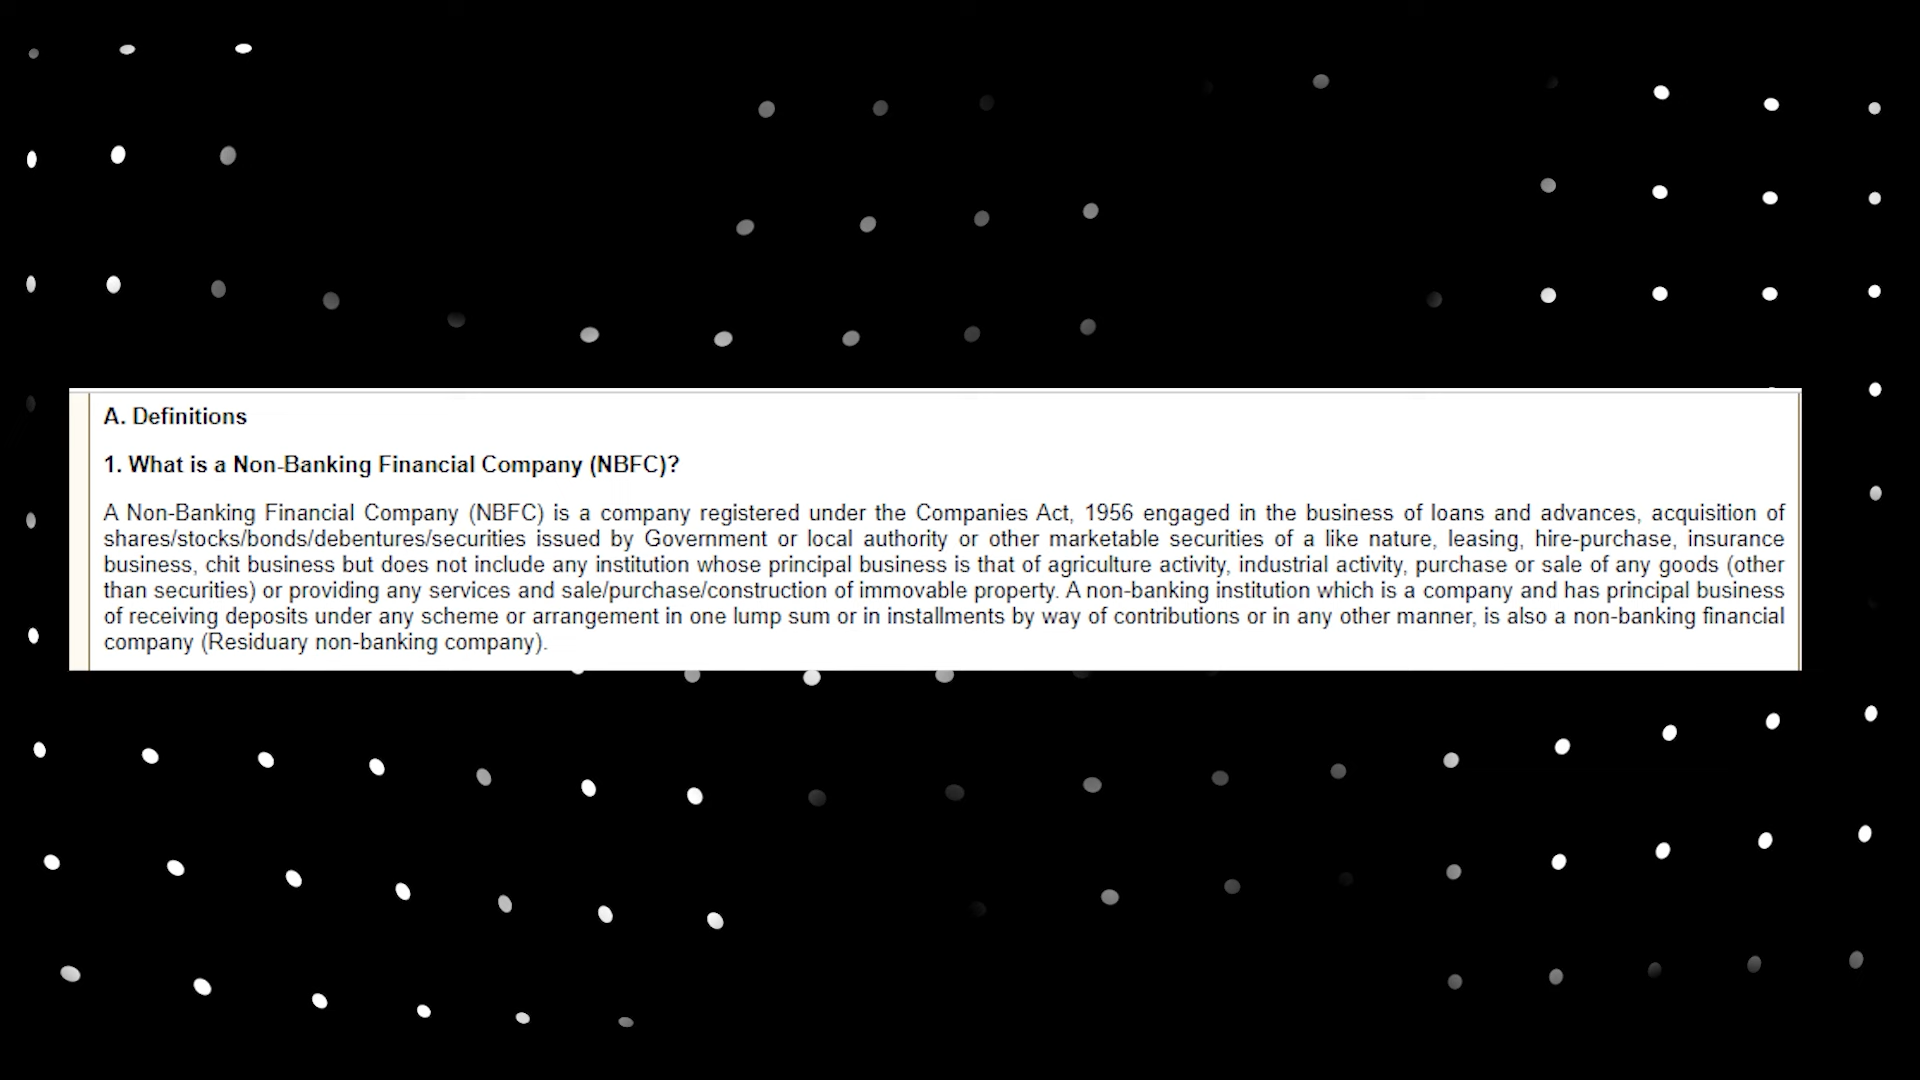 A. Definitions
1. What is a Non-Banking Financial Company (NBFC)?
A Non-Banking Financial Company (NBFC) is a company registered under the Companies Act, 1956 engaged in the business of loans and advances, acquisition of
shares/stocks/bonds/debentures/securities issued by Government or local authority or other marketable securities of a like nature, leasing, hire-purchase, insurance
business, chit business but does not include any institution whose principal business is that of agriculture activity, industrial activity, purchase or sale of any goods (other
than securities) or providing any services and sale/purchase/construction of immovable property. A non-banking institution which is a company and has principal business
of receiving deposits under any scheme or arrangement in one lump sum or in installments by way of contributions or in any other manner, is also a non-banking financial
company (Residuary non-banking company).